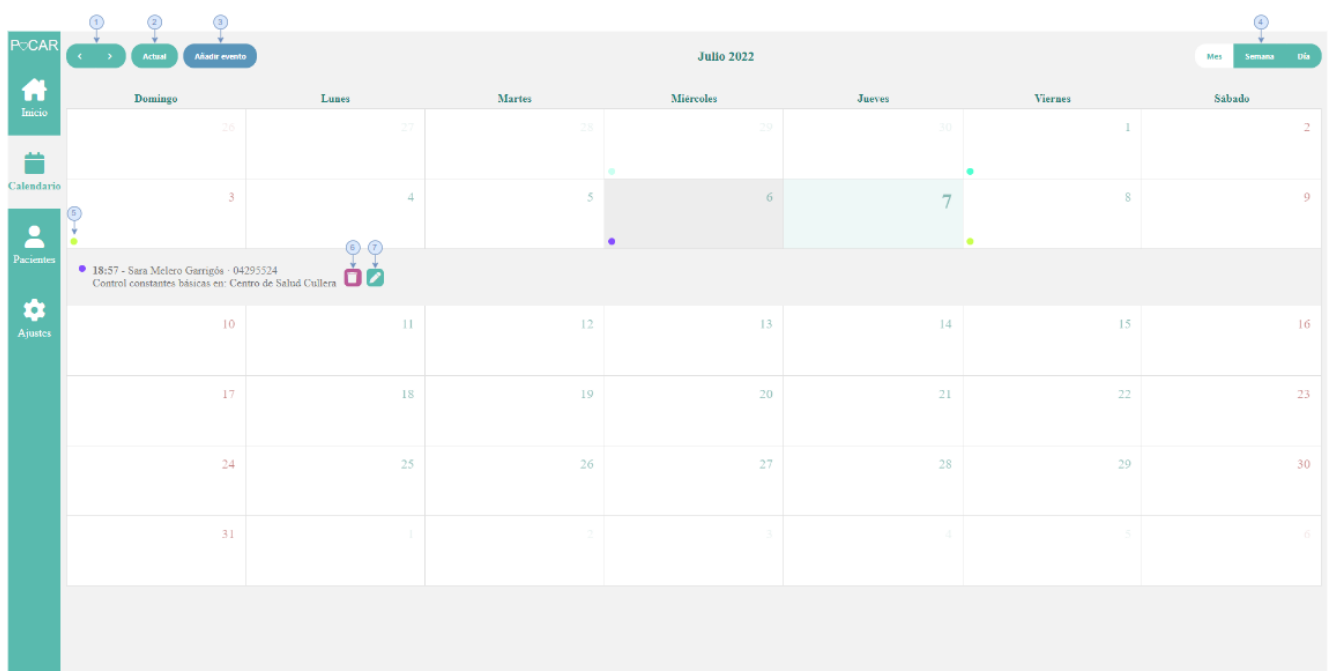 1 2 3 4
P♡CAR
‹ › Actual Añadir evento Julio 2022 Mes Semana Día
Inicio
Domingo Lunes Martes Miércoles Jueves Viernes Sábado
26 27 28 29 30 1 2
Calendario
3 4 5 6 7 8 9
5
Pacientes
6 7
18:57 - Sara Melero Garrigós · 04295524
Control constantes básicas en: Centro de Salud Cullera
Ajustes
10 11 12 13 14 15 16
17 18 19 20 21 22 23
24 25 26 27 28 29 30
31 1 2 3 4 5 6